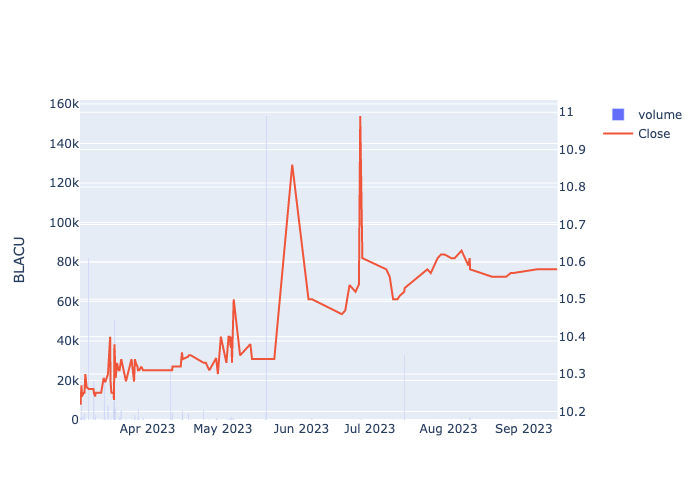 160k
140k
120k
100k
80k
60k
40k
20k
0
BLACU
11
10.9
10.8
10.7
10.6
10.5
10.4
10.3
10.2
Apr 2023
May 2023
Jun 2023
Jul 2023
Aug 2023
Sep 2023
volume
Close